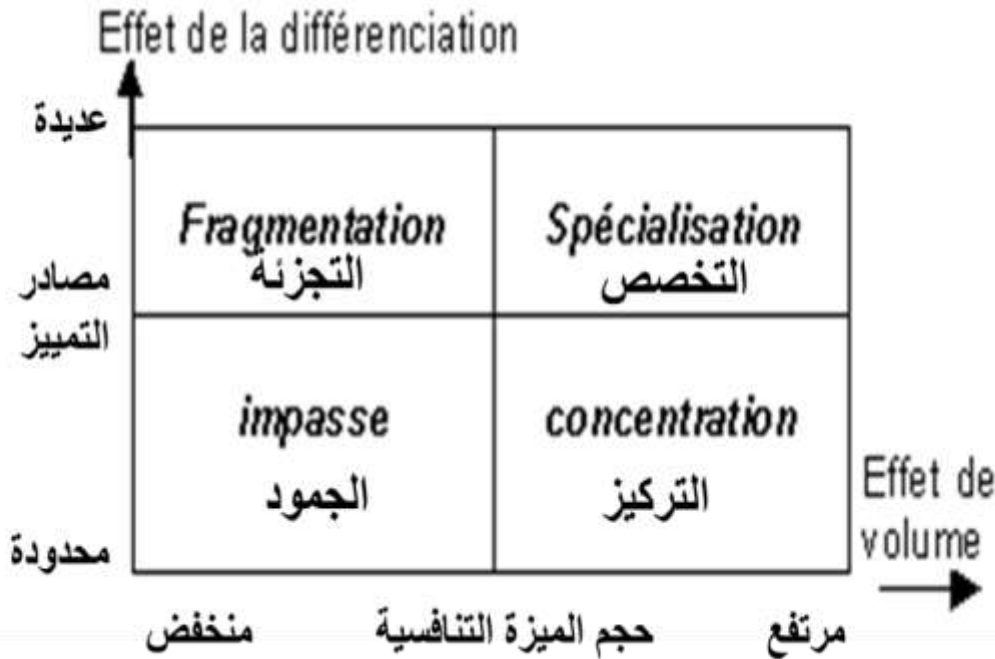 Effet de la différenciation
عديدة
Fragmentation
Spécialisation
التجزئة
التخصص
مصادر
التمييز
impasse
concentration
الجمود
التركيز
Effet de
volume
محدودة
منخفض
حجم الميزة التنافسية
مرتفع